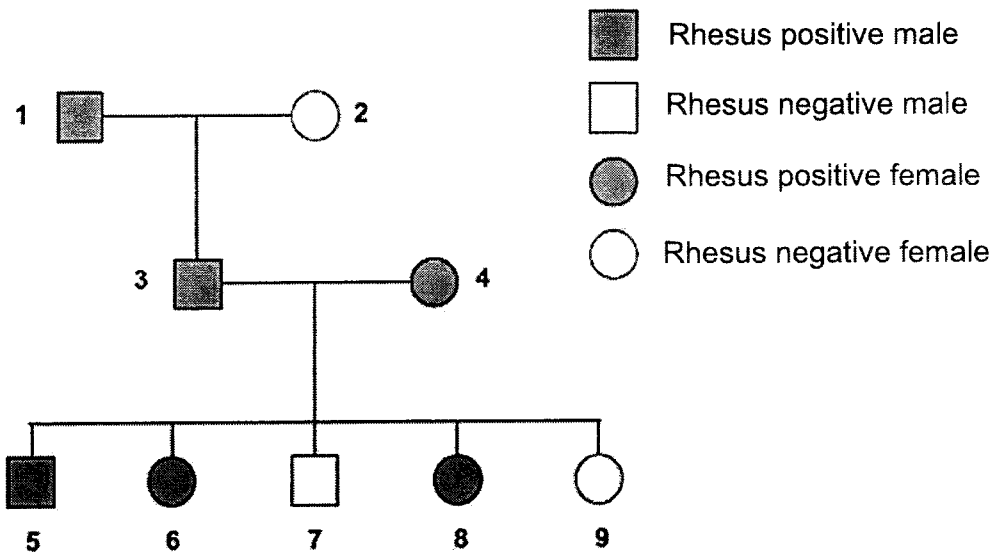 Rhesus positive male
1
2
Rhesus negative male
Rhesus positive female
Rhesus negative female
3
4
5
6
7
8
9